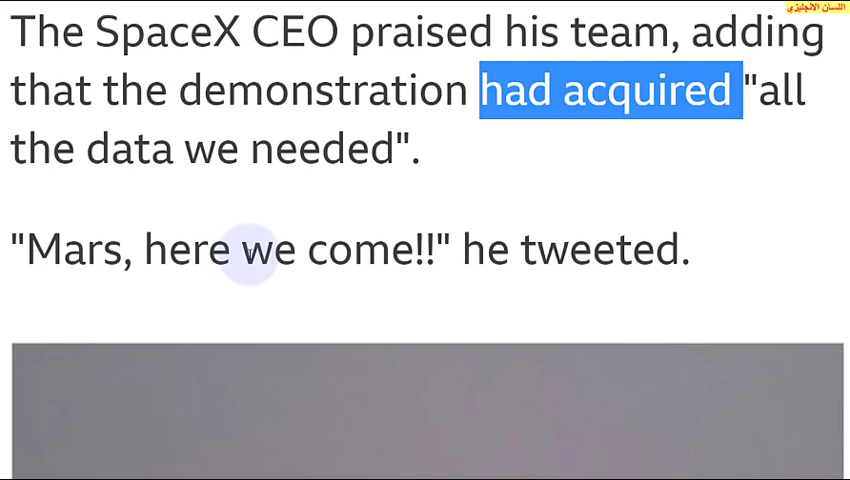 اللسان الانجليزي
The SpaceX CEO praised his team, adding
that the demonstration had acquired "all
the data we needed".
"Mars, here we come!!" he tweeted.